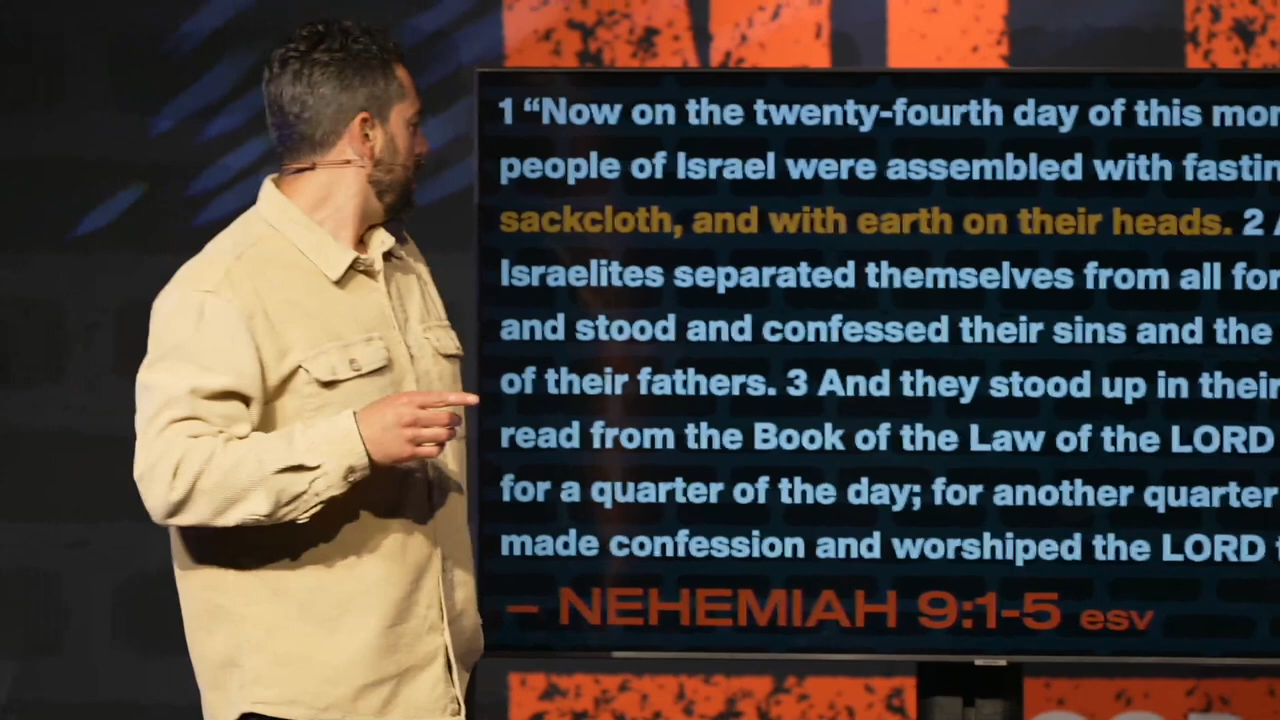 1 “Now on the twenty-fourth day of this
people of Israel were assembled with
sackcloth, and with earth on their heads. 2
Israelites separated themselves from all
and stood and confessed their sins and the
of their fathers. 3 And they stood up in their
read from the Book of the Law of the LORD
for a quarter of the day; for another quarter
made confession and worshiped the LORD
– NEHEMIAH 9:1-5 esv